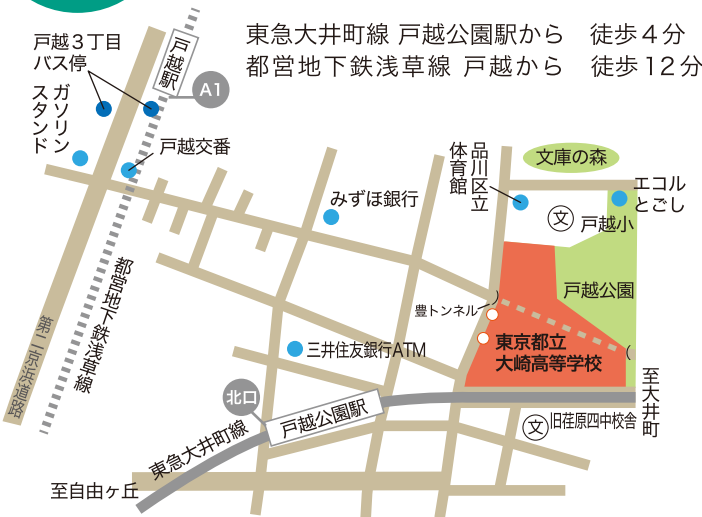 東急大井町線 戸越公園駅から　徒歩4分
都営地下鉄浅草線 戸越から　徒歩12分
戸越3丁目
バス停
戸越駅
A1
ガソリン
スタンド
戸越交番
みずほ銀行
品川区立
体育館
文庫の森
エコル
とごし
文
戸越小
戸越公園
都営地下鉄浅草線
第二京浜道路
豊トンネル
東京都立
大崎高等学校
三井住友銀行ATM
至大井町
北口
戸越公園駅
文
旧荏原四中校舎
東急大井町線
至自由ヶ丘